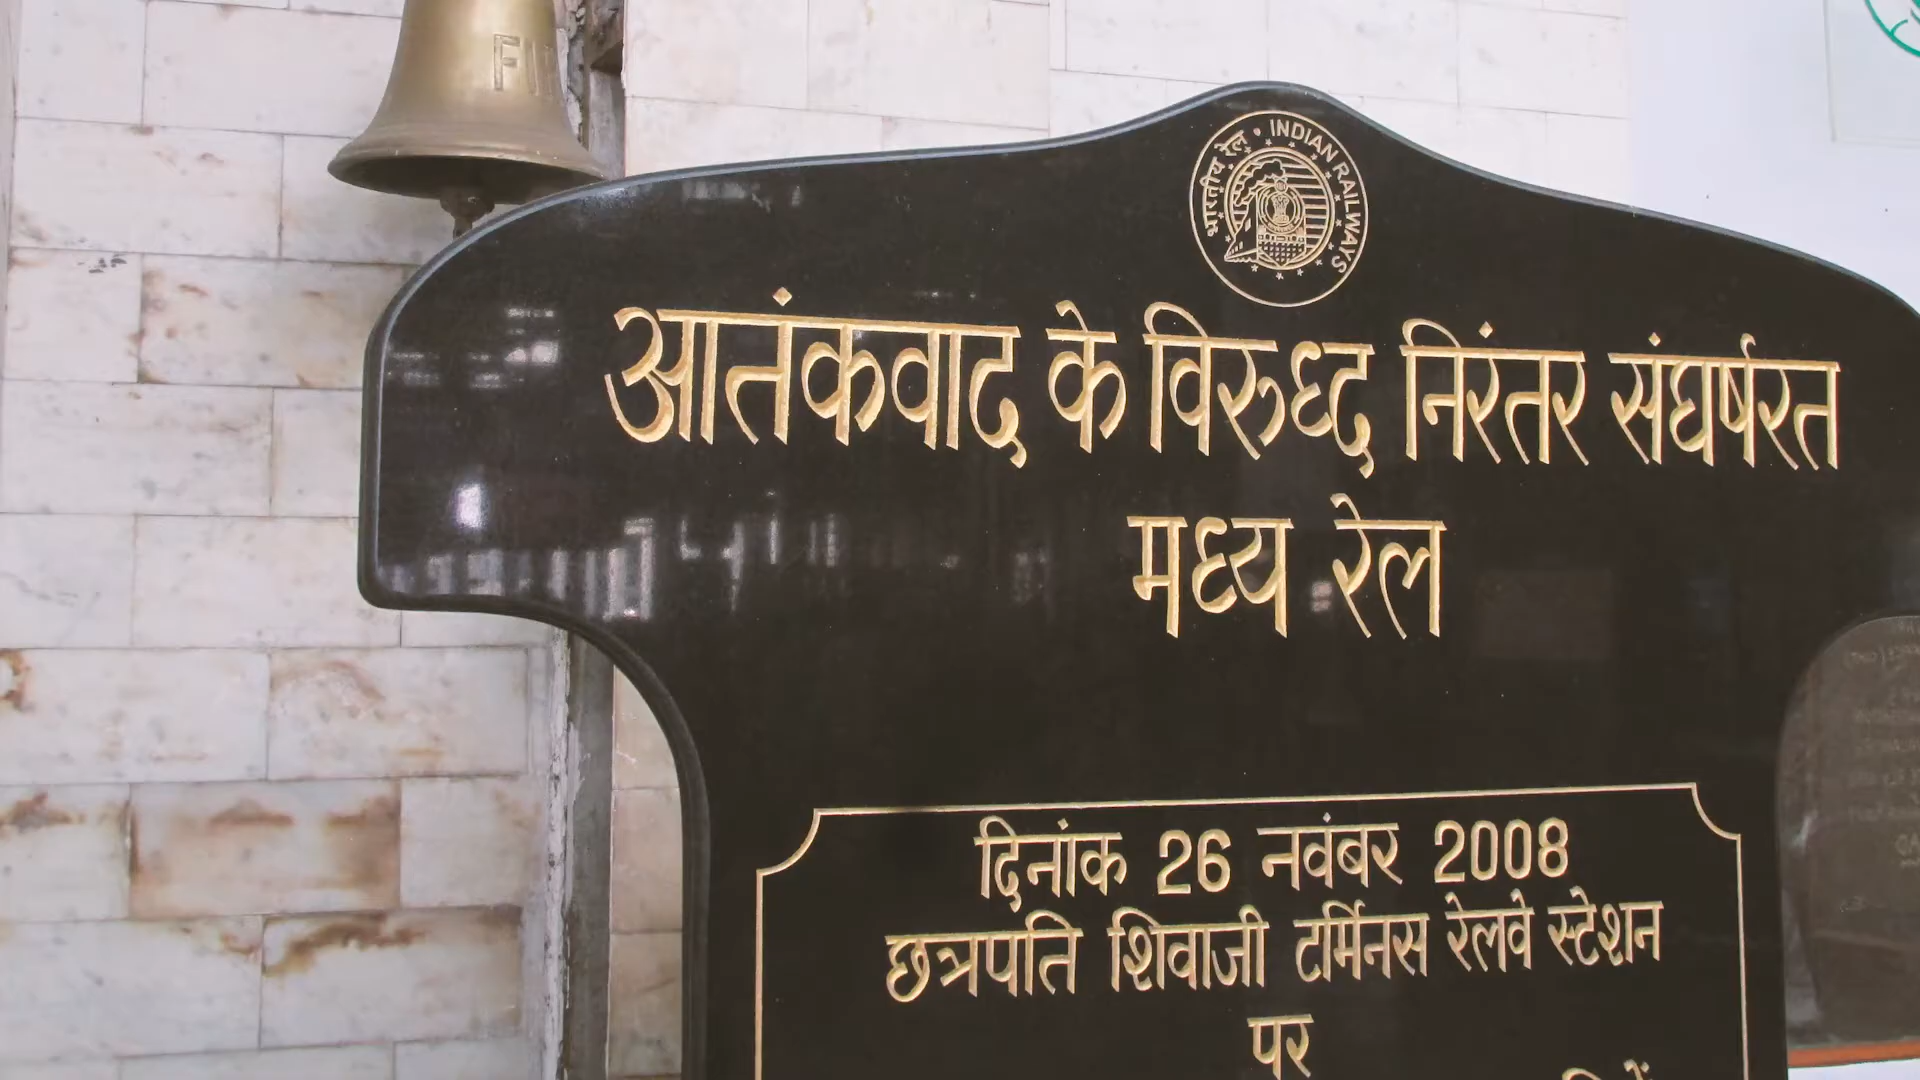 FI
भारतीय रेल • INDIAN RAILWAYS
आतंकवाद के विरुध्द निरंतर संघर्षरत
मध्य रेल
दिनांक 26 नवंबर 2008
छत्रपति शिवाजी टर्मिनस रेलवे स्टेशन
पर